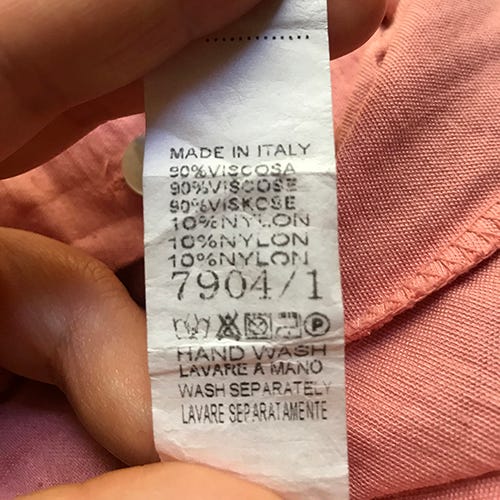 MADE IN ITALY
90%VISCOSA
90%VISCOSE
90%VISKOSE
10%NYLON
10%NYLON
10%NYLON
7904/1
P
HAND WASH
LAVARE A MANO
WASH SEPARATELY
LAVARE SEPARATAMENTE